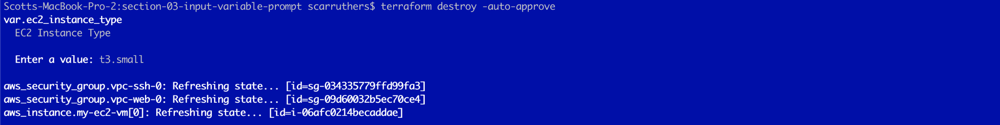 Scotts-MacBook-Pro-2:section-03-input-variable-prompt scarruthers$ terraform destroy -auto-approve
var.ec2_instance_type
EC2 Instance Type
Enter a value: t3.small
aws_security_group.vpc-ssh-0: Refreshing state... [id=sg-034335779ffd99fa3]
aws_security_group.vpc-web-0: Refreshing state... [id=sg-09d60032b5ec70ce4]
aws_instance.my-ec2-vm[0]: Refreshing state... [id=i-06afc0214becaddae]